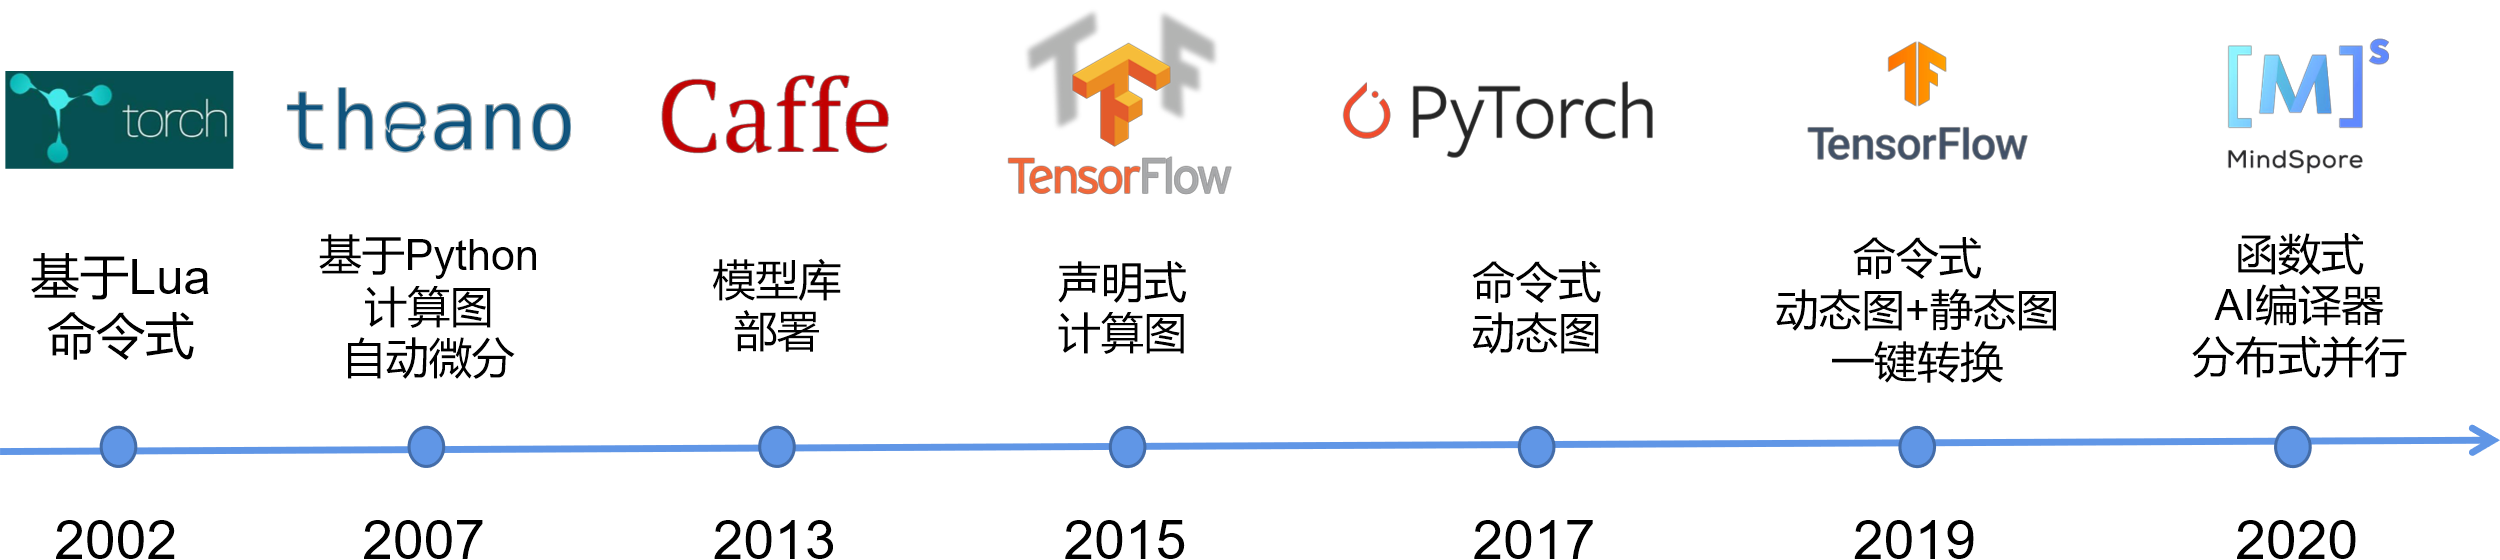 torch
基于Lua
命令式
2002
theano
基于Python
计算图
自动微分
2007
Caffe
模型库
部署
2013
TF
TensorFlow
声明式
计算图
2015
PyTorch
命令式
动态图
2017
TF
TensorFlow
命令式
动态图+静态图
一键转换
2019
[M]s
MindSpore
函数式
AI编译器
分布式并行
2020